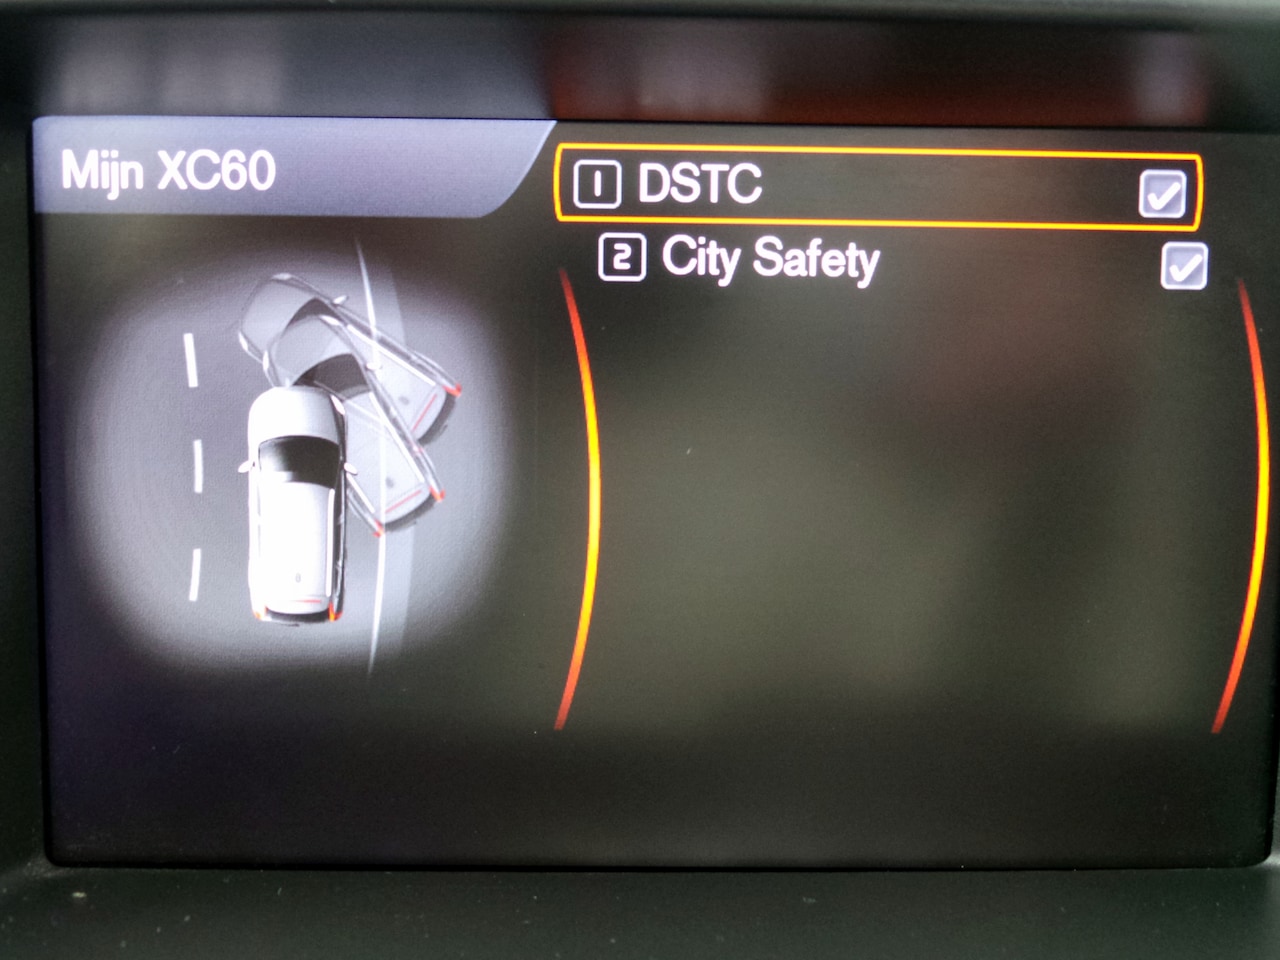 Mijn XC60
1 DSTC
2 City Safety